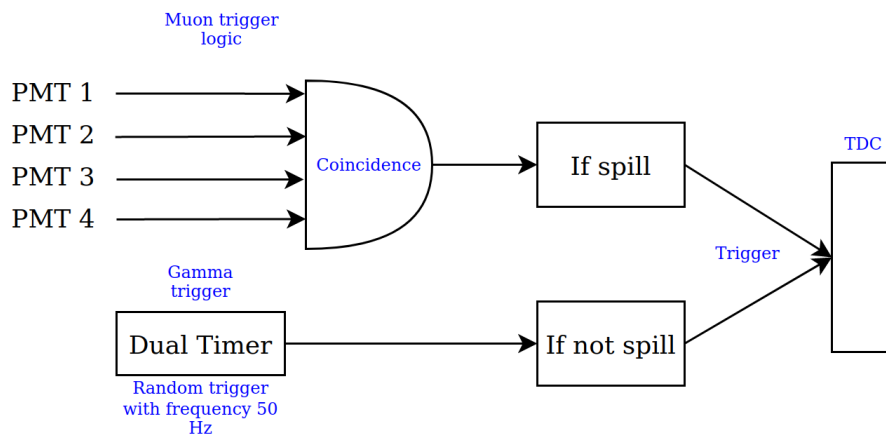 Muon trigger
logic
PMT 1
PMT 2
PMT 3
PMT 4
Coincidence
If spill
TDC
Trigger
Gamma
trigger
Dual Timer
If not spill
Random trigger
with frequency 50
Hz